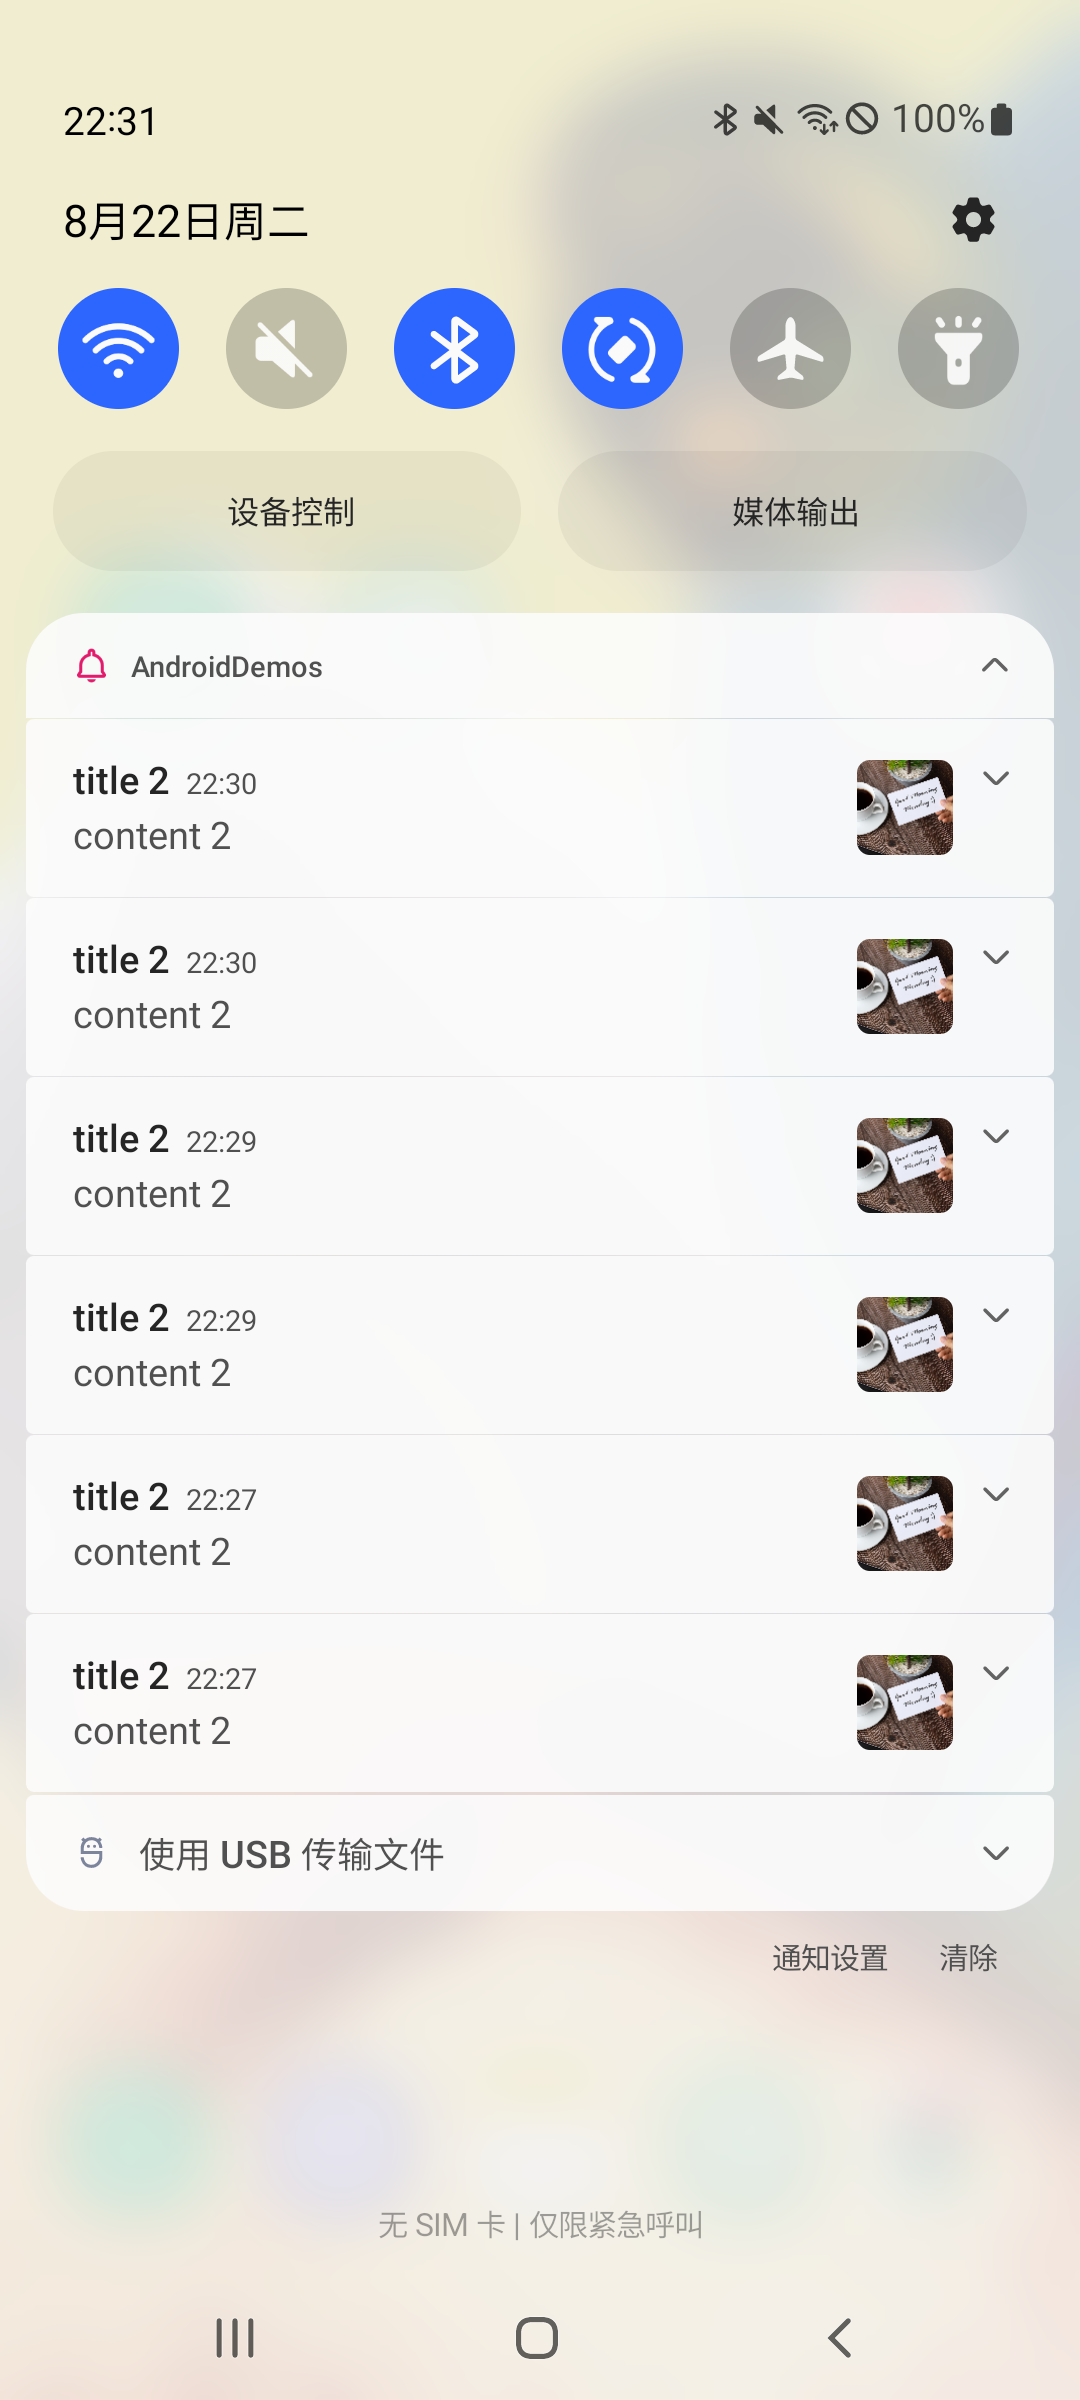 22:31
100%
8月22日周二
设备控制
媒体输出
AndroidDemos
title 2 22:30
content 2
title 2 22:30
content 2
title 2 22:29
content 2
title 2 22:29
content 2
title 2 22:27
content 2
title 2 22:27
content 2
使用 USB 传输文件
通知设置
清除
无 SIM 卡 | 仅限紧急呼叫